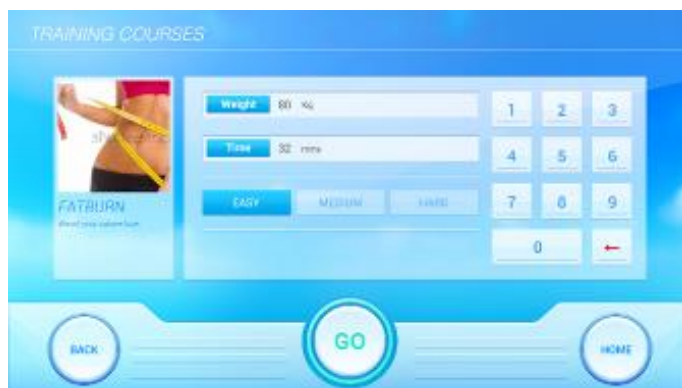 TRAINING COURSES
Weight 80 Kg
Time 32 mins
EASY MEDIUM HARD
FATBURN
1 2 3
4 5 6
7 8 9
0 ←
BACK GO HOME